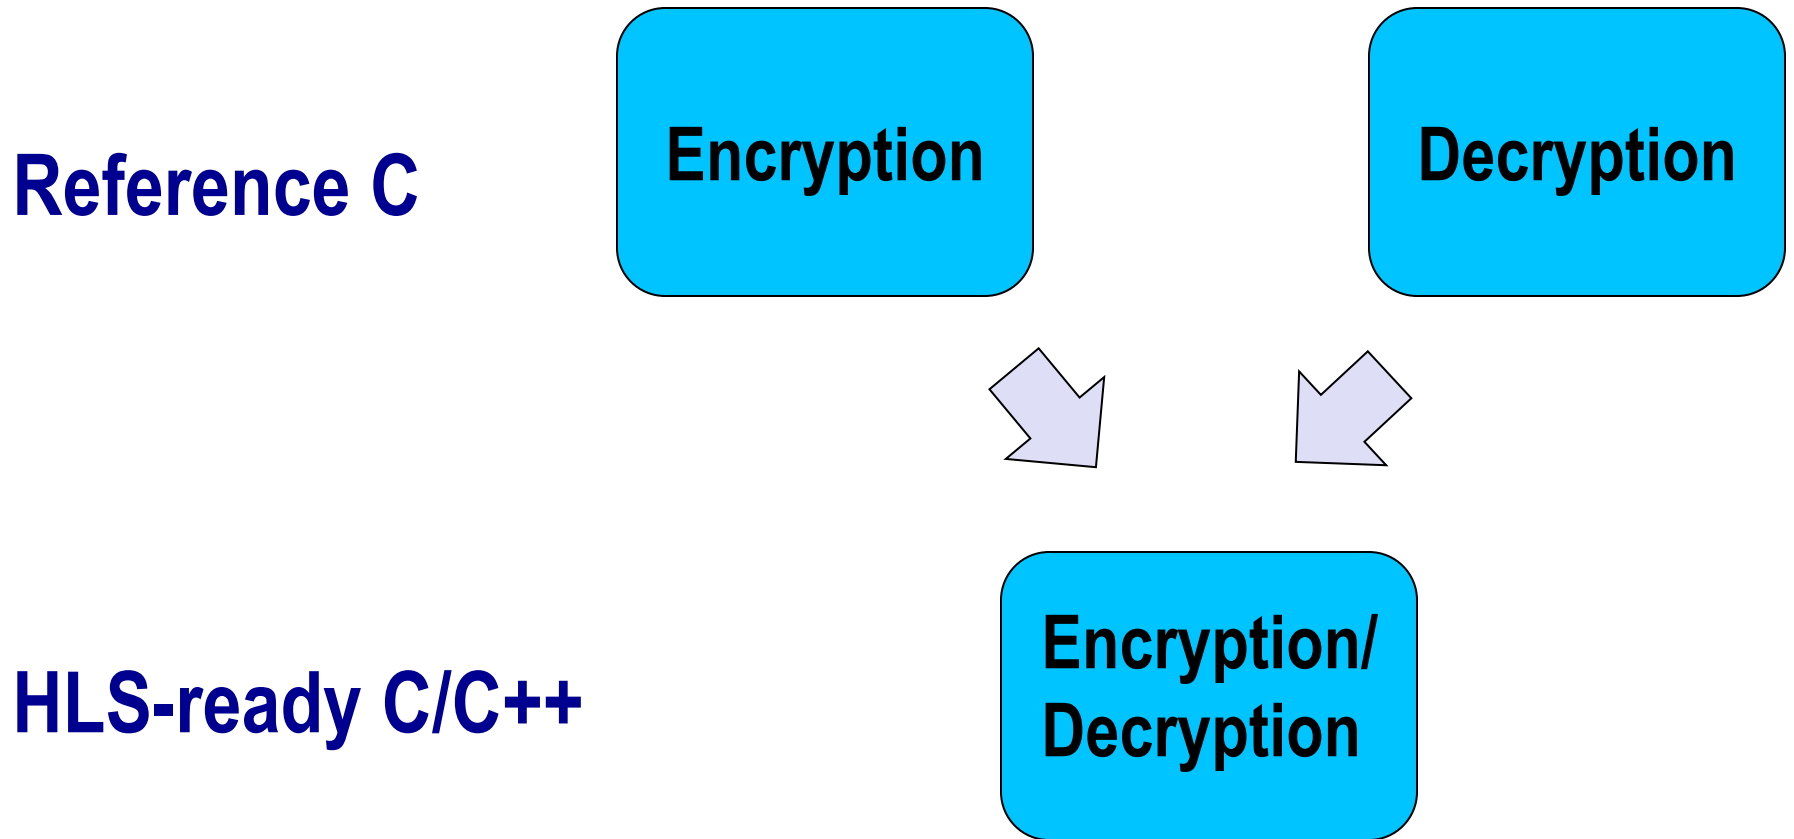 Encryption
Decryption
Reference C
Encryption/
Decryption
HLS-ready C/C++